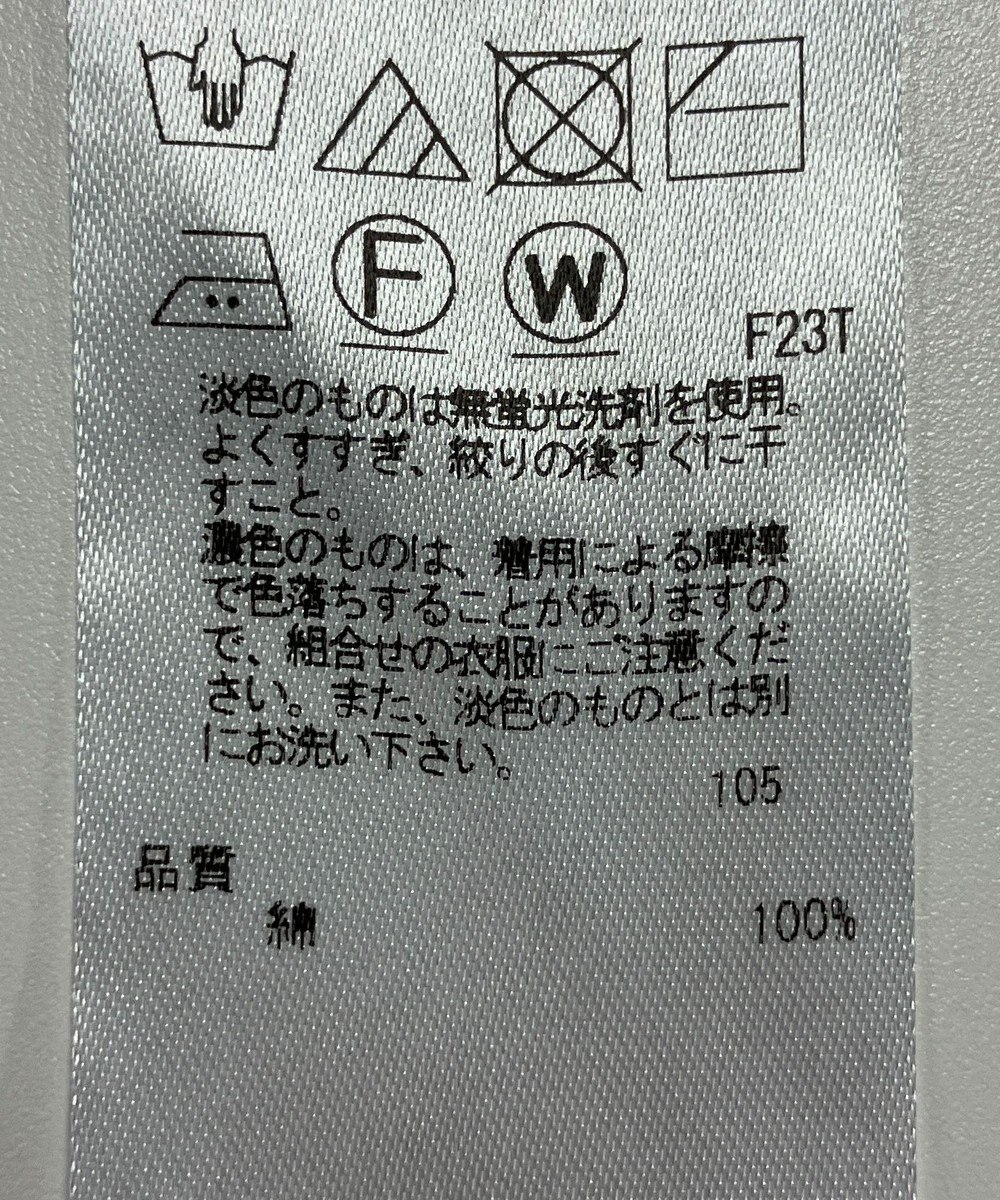 F W F23T
淡色のものは無蛍光洗剤を使用。
よくすすぎ、絞りの後すぐに干
すこと。
濃色のものは、着用による摩擦
で色落ちすることがありますの
で、組合せの衣服にご注意くだ
さい。また、淡色のものとは別
にお洗い下さい。
105
品質
綿 100%